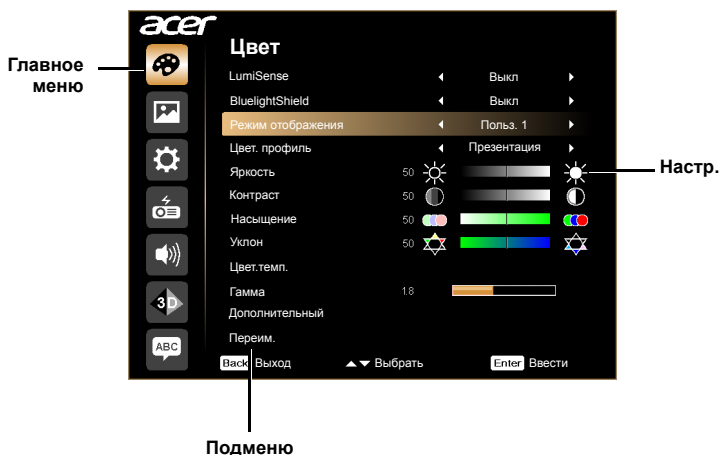 acer
Цвет
Главное
меню
LumiSense Выкл
BluelightShield Выкл
Режим отображения Польз. 1
Цвет. профиль Презентация
Яркость 50
Настр.
Контраст 50
Насыщение 50
Уклон 50
Цвет.темп.
Гамма 1.8
3D
Дополнительный
Переим.
ABC
Back Выход Выбрать Enter Ввести
Подменю